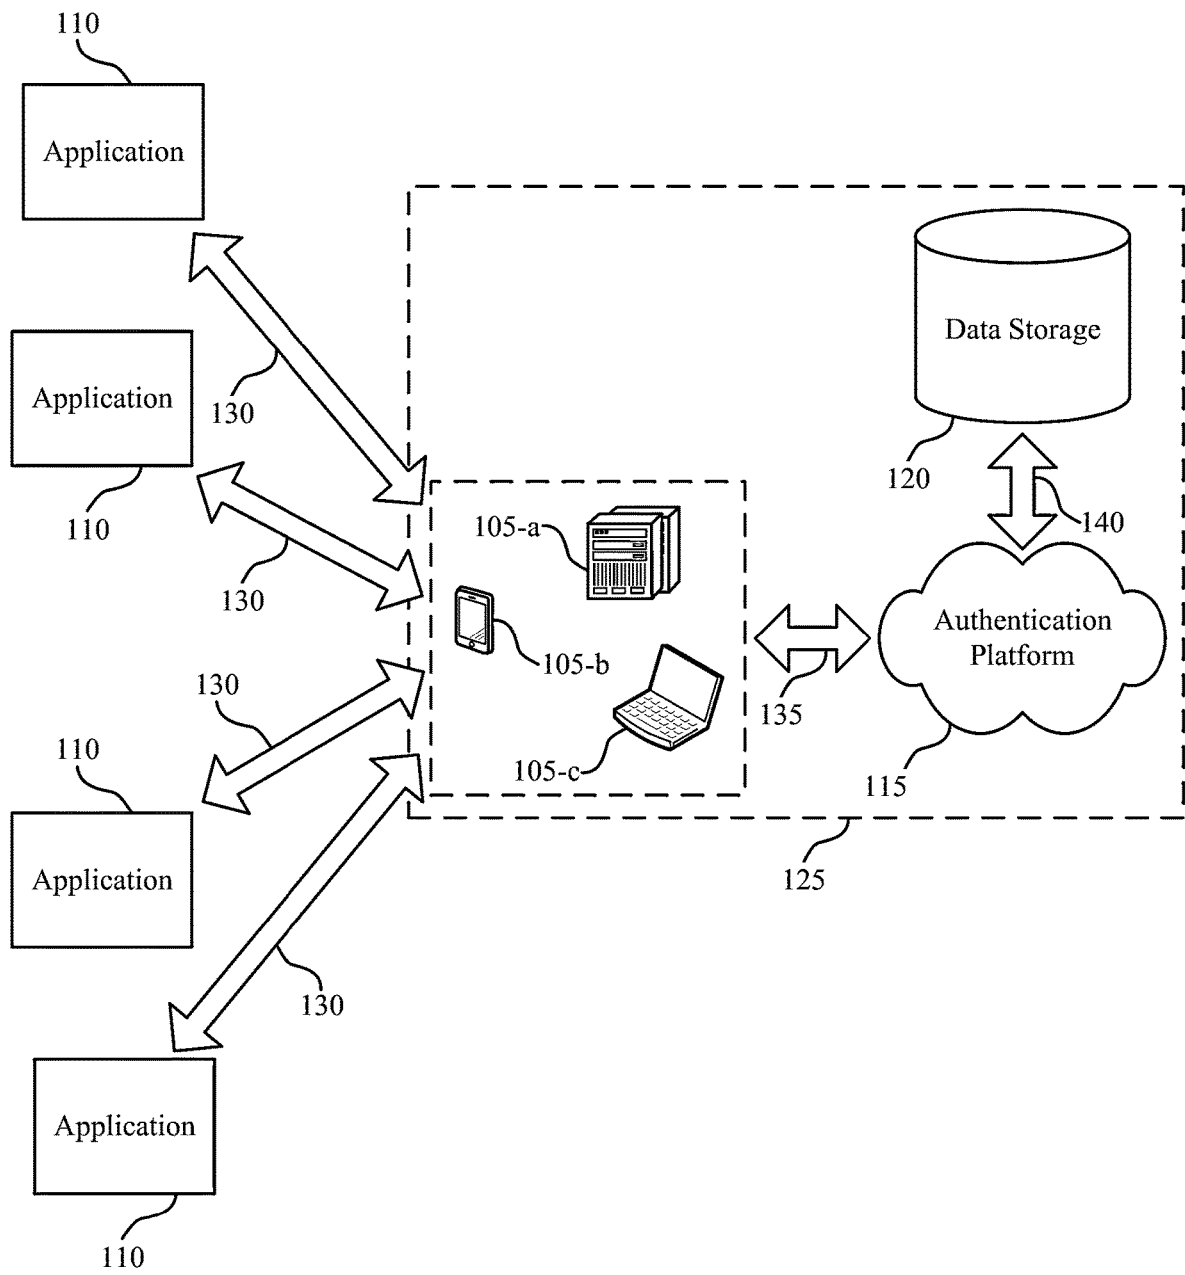 110
Application
Application
130
110
130
Data Storage
120
140
105-a
105-b
105-c
135
Authentication
Platform
115
125
130
110
Application
130
Application
110